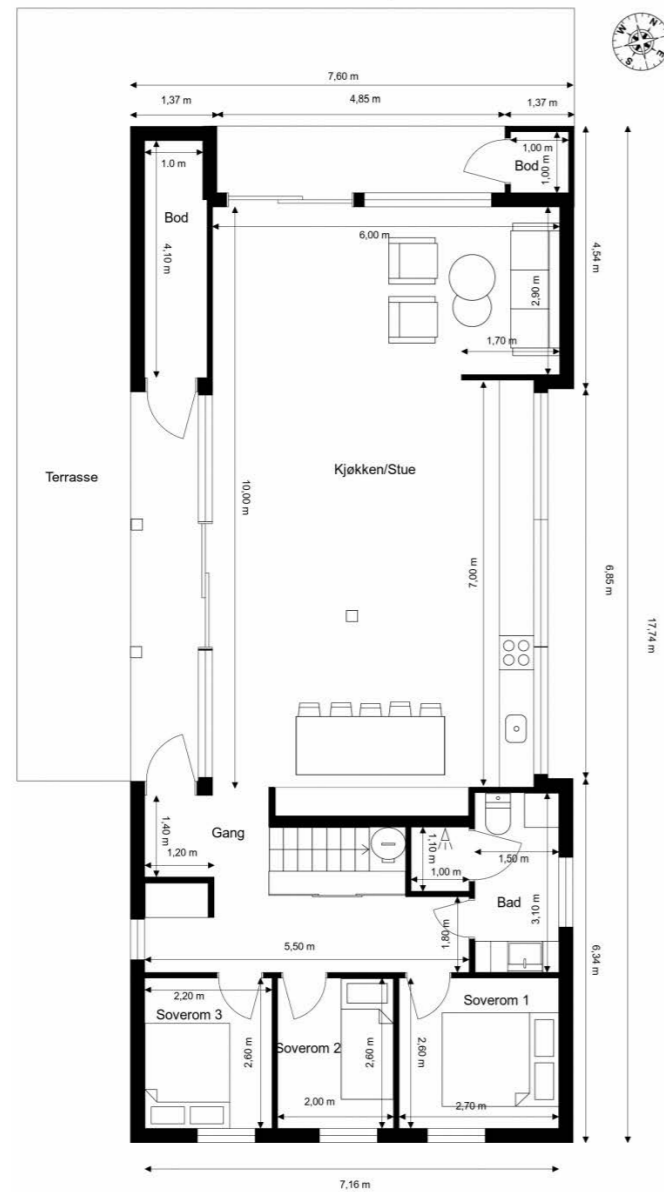 N
M
E
S
7,60 m
1,37 m
4,85 m
1,37 m
1.0 m
1,00 m
Bod
1,00 m
Bod
4,10 m
6,00 m
2,90 m
4,54 m
1,70 m
Terrasse
Kjøkken/Stue
10,00 m
7,00 m
6,85 m
17,74 m
Gang
1,40 m
1,20 m
1,10 m
1,00 m
1,50 m
Bad
3,10 m
1,80 m
5,50 m
6,34 m
2,20 m
Soverom 3
2,60 m
Soverom 2
2,60 m
2,00 m
Soverom 1
2,60 m
2,70 m
7,16 m